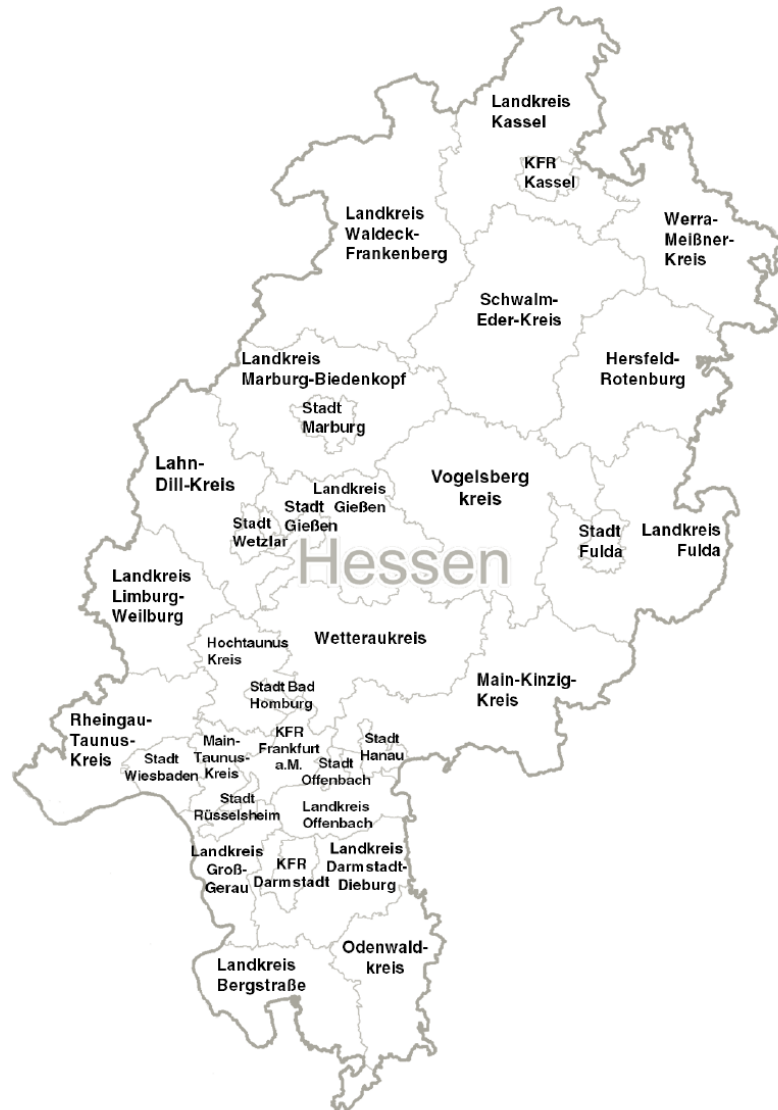 Landkreis
Kassel
KFR
Kassel
Landkreis
Waldeck-
Frankenberg
Werra-
Meißner-
Kreis
Schwalm-
Eder-Kreis
Hersfeld-
Rotenburg
Landkreis
Marburg-Biedenkopf
Stadt
Marburg
Lahn-
Dill-Kreis
Landkreis
Gießen
Stadt
Gießen
Stadt
Wetzlar
Vogelsberg
kreis
Stadt
Fulda
Landkreis
Fulda
Hessen
Landkreis
Limburg-
Weilburg
Wetteraukreis
Hochtaunus
Kreis
Main-Kinzig-
Kreis
Stadt Bad
Homburg
Rheingau-
Taunus-
Kreis
Stadt
Wiesbaden
Main-
Taunus-
Kreis
KFR
Frankfurt
a.M.
Stadt
Offenbach
Stadt
Hanau
Stadt
Rüsselsheim
Landkreis
Offenbach
Landkreis
Groß-
Gerau
KFR
Darmstadt
Landkreis
Darmstadt-
Dieburg
Odenwald-
kreis
Landkreis
Bergstraße